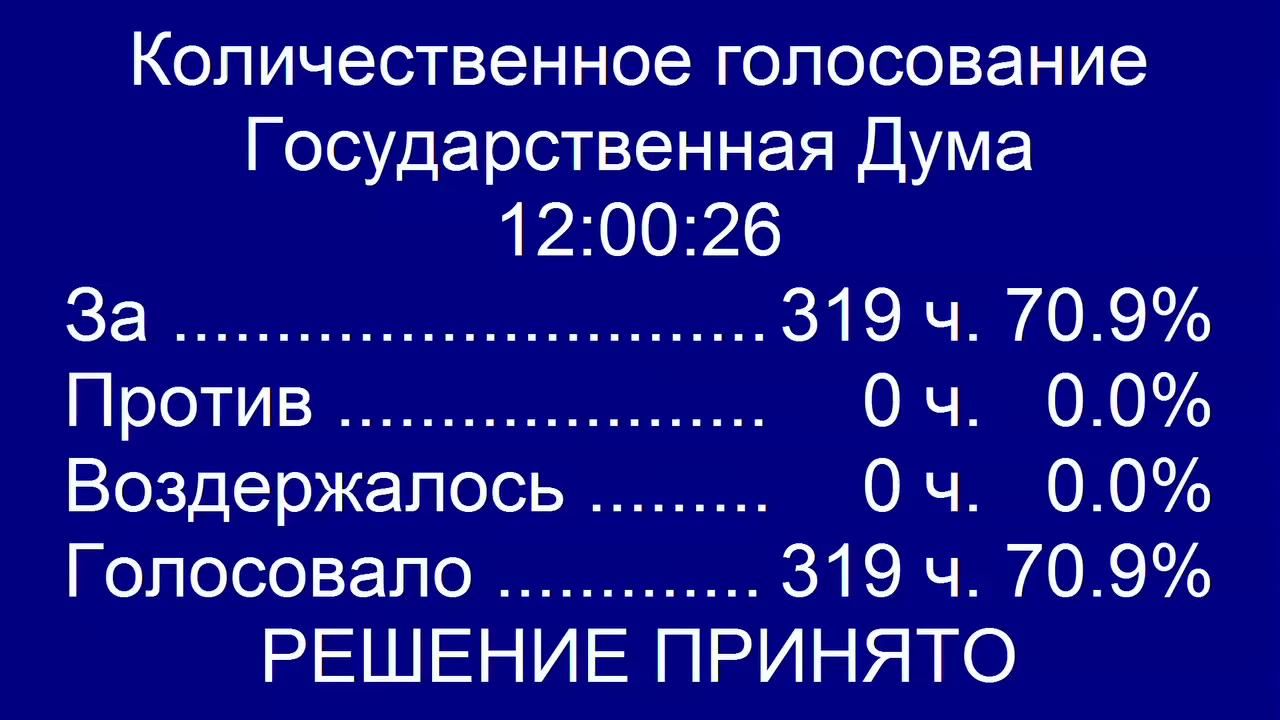 Количественное голосование
Государственная Дума
12:00:26
За ............................. 319 ч. 70.9%
Против ..................... 0 ч. 0.0%
Воздержалось ......... 0 ч. 0.0%
Голосовало ............. 319 ч. 70.9%
РЕШЕНИЕ ПРИНЯТО